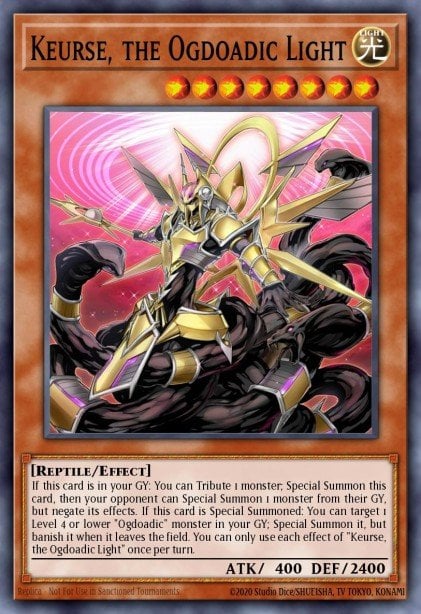 KEURSE, THE OGDOADIC LIGHT
LIGHT
光
[REPTILE/EFFECT]
If this card is in your GY: You can Tribute 1 monster; Special Summon this
card, then your opponent can Special Summon 1 monster from their GY,
but negate its effects. If this card is Special Summoned: You can target 1
Level 4 or lower "Ogdoadic" monster in your GY; Special Summon it, but
banish it when it leaves the field. You can only use each effect of "Keurse,
the Ogdoadic Light" once per turn.
ATK/ 400 DEF/2400
Replica - Not For Use in Sanctioned Tournaments
©2020 Studio Dice/SHUEISHA, TV TOKYO, KONAMI